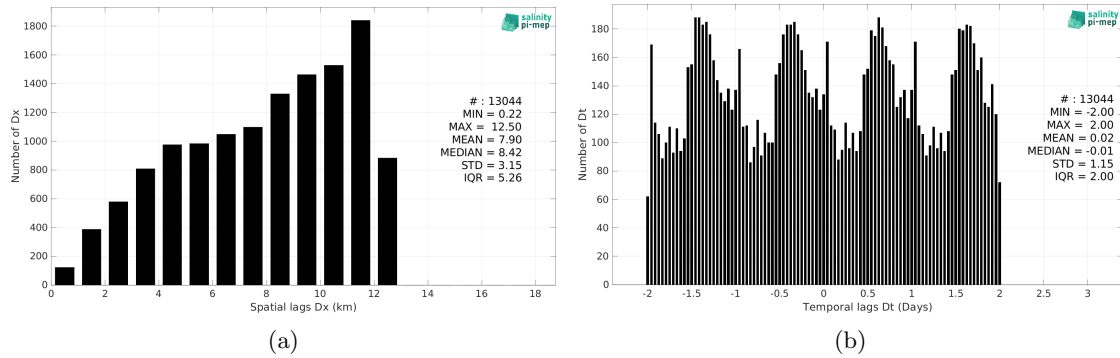 salinity
pi-mep
1800
1600
1400
1200
1000
800
600
400
200
0
Number of Dx
# : 13044
MIN = 0.22
MAX = 12.50
MEAN = 7.90
MEDIAN = 8.42
STD = 3.15
IQR = 5.26
0 2 4 6 8 10 12 14 16 18
Spatial lags Dx (km)
(a)
salinity
pi-mep
180
160
140
120
100
80
60
40
20
0
Number of Dt
# : 13044
MIN = -2.00
MAX = 2.00
MEAN = 0.02
MEDIAN = -0.01
STD = 1.15
IQR = 2.00
-2 -1.5 -1 -0.5 0 0.5 1 1.5 2 2.5 3
Temporal lags Dt (Days)
(b)